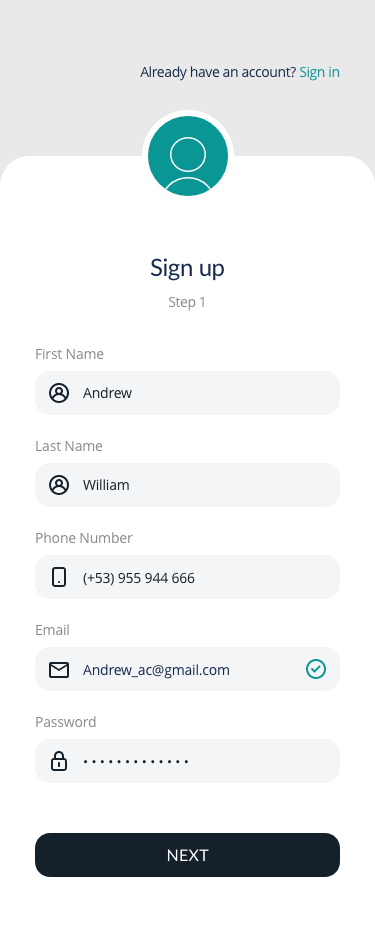 Already have an account? Sign in
Sign up
Step 1
First Name
Andrew
Last Name
William
Phone Number
(+53) 955 944 666
Email
Andrew_ac@gmail.com
Password
•••••••••••••
NEXT